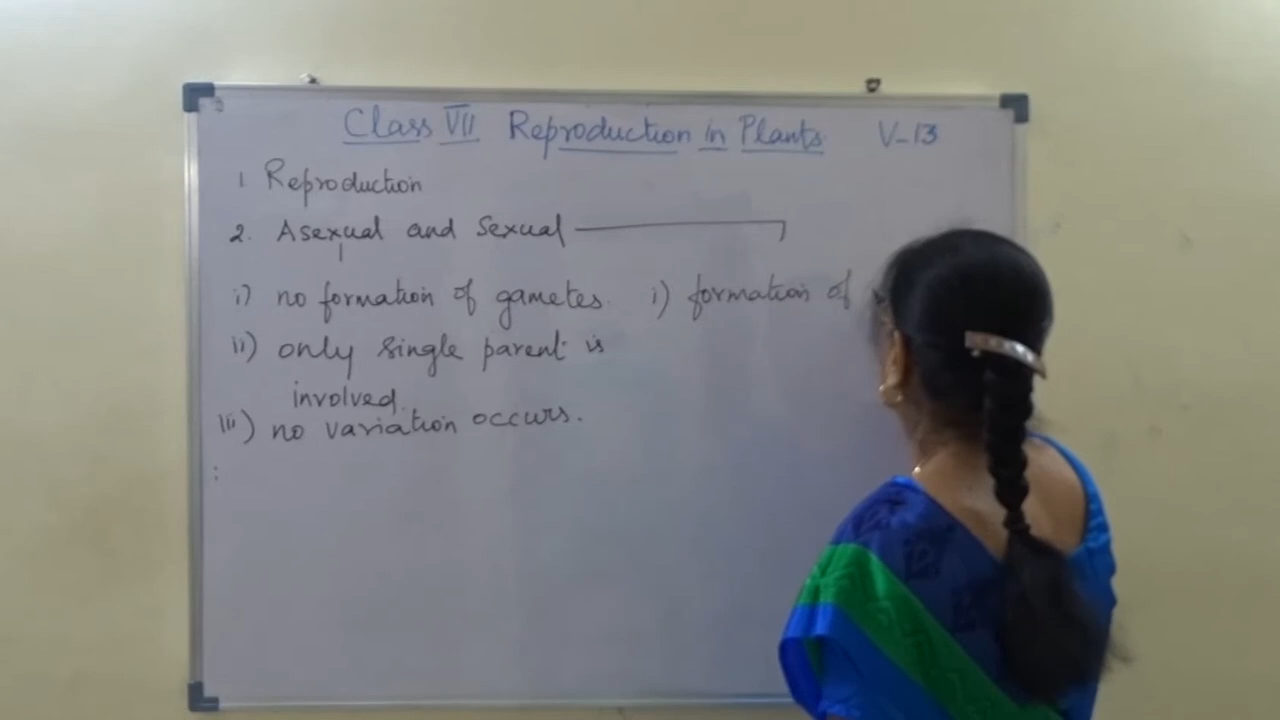 Class VII Reproduction in Plants V-13
1. Reproduction
2. Asexual and Sexual
i) no formation of gametes. i) formation of
ii) only single parent is
involved.
iii) no variation occurs.